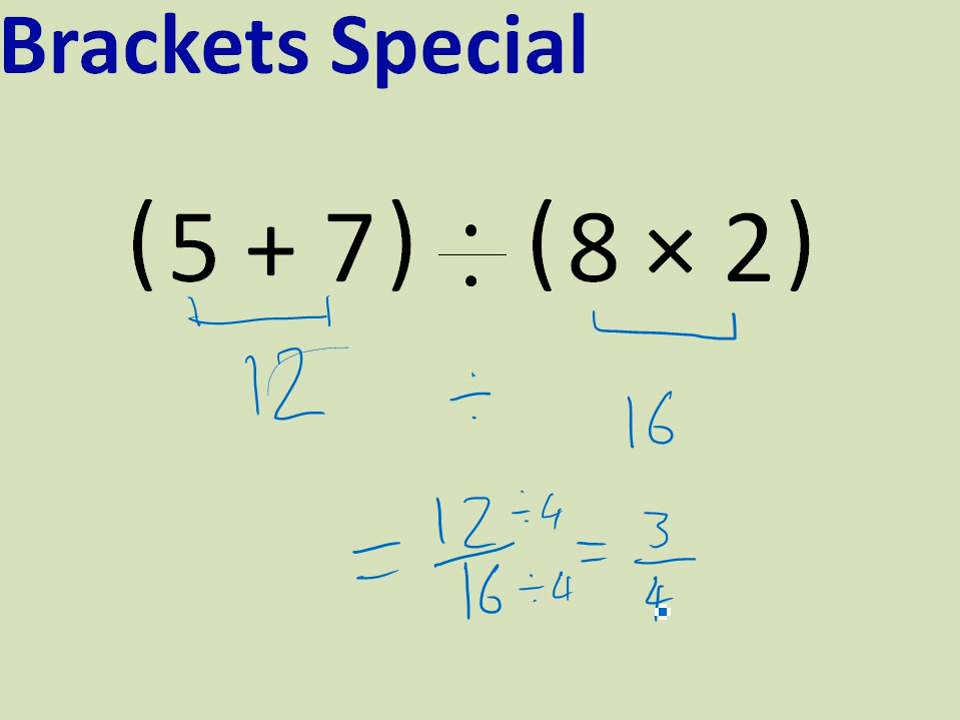 Brackets Special
(5 + 7) ÷ (8 × 2)
12 ÷ 16
= 12 ÷4 / 16 ÷4 = 3 / 4